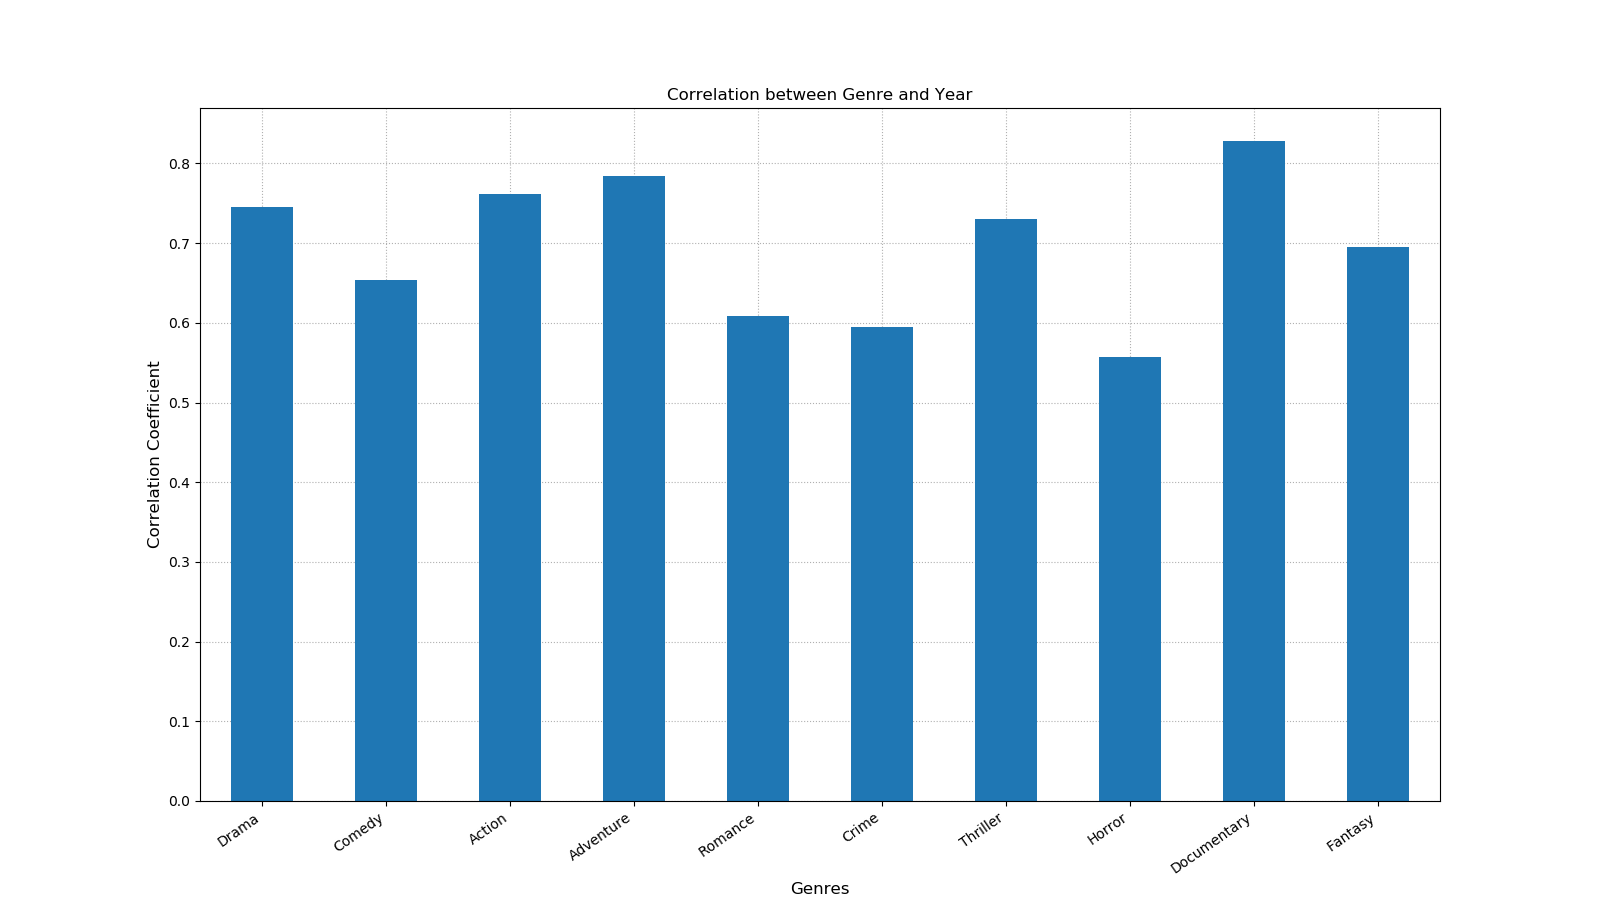 Correlation between Genre and Year
Correlation Coefficient
0.8
0.7
0.6
0.5
0.4
0.3
0.2
0.1
0.0
Drama
Comedy
Action
Adventure
Romance
Crime
Thriller
Horror
Documentary
Fantasy
Genres